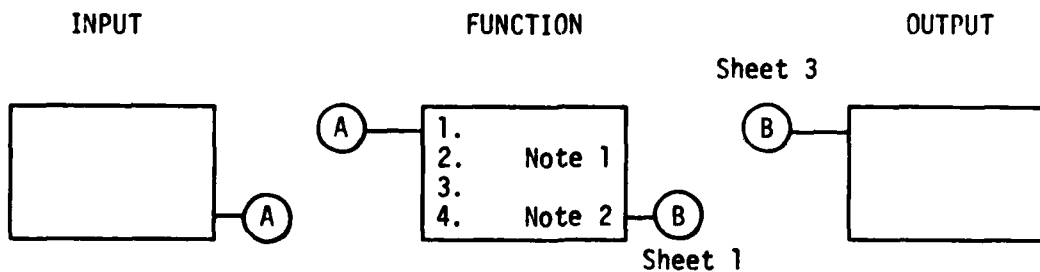 INPUT FUNCTION OUTPUT
Sheet 3
A 1. B
2. Note 1
3.
A 4. Note 2 B
Sheet 1